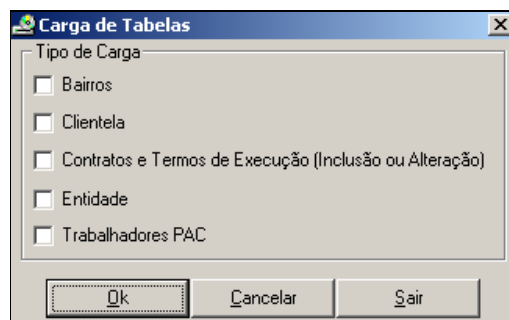 Carga de Tabelas
Tipo de Carga
Bairros
Clientela
Contratos e Termos de Execução (Inclusão ou Alteração)
Entidade
Trabalhadores PAC
Ok Cancelar Sair